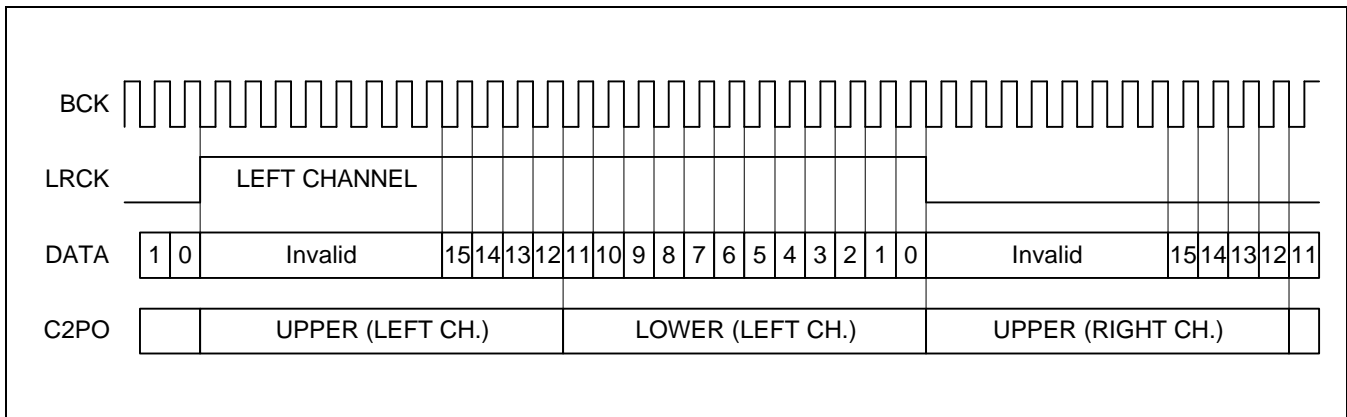 BCK
LRCK LEFT CHANNEL
DATA 1 0 Invalid 15 14 13 12 11 10 9 8 7 6 5 4 3 2 1 0 Invalid 15 14 13 12 11
C2PO UPPER (LEFT CH.) LOWER (LEFT CH.) UPPER (RIGHT CH.)